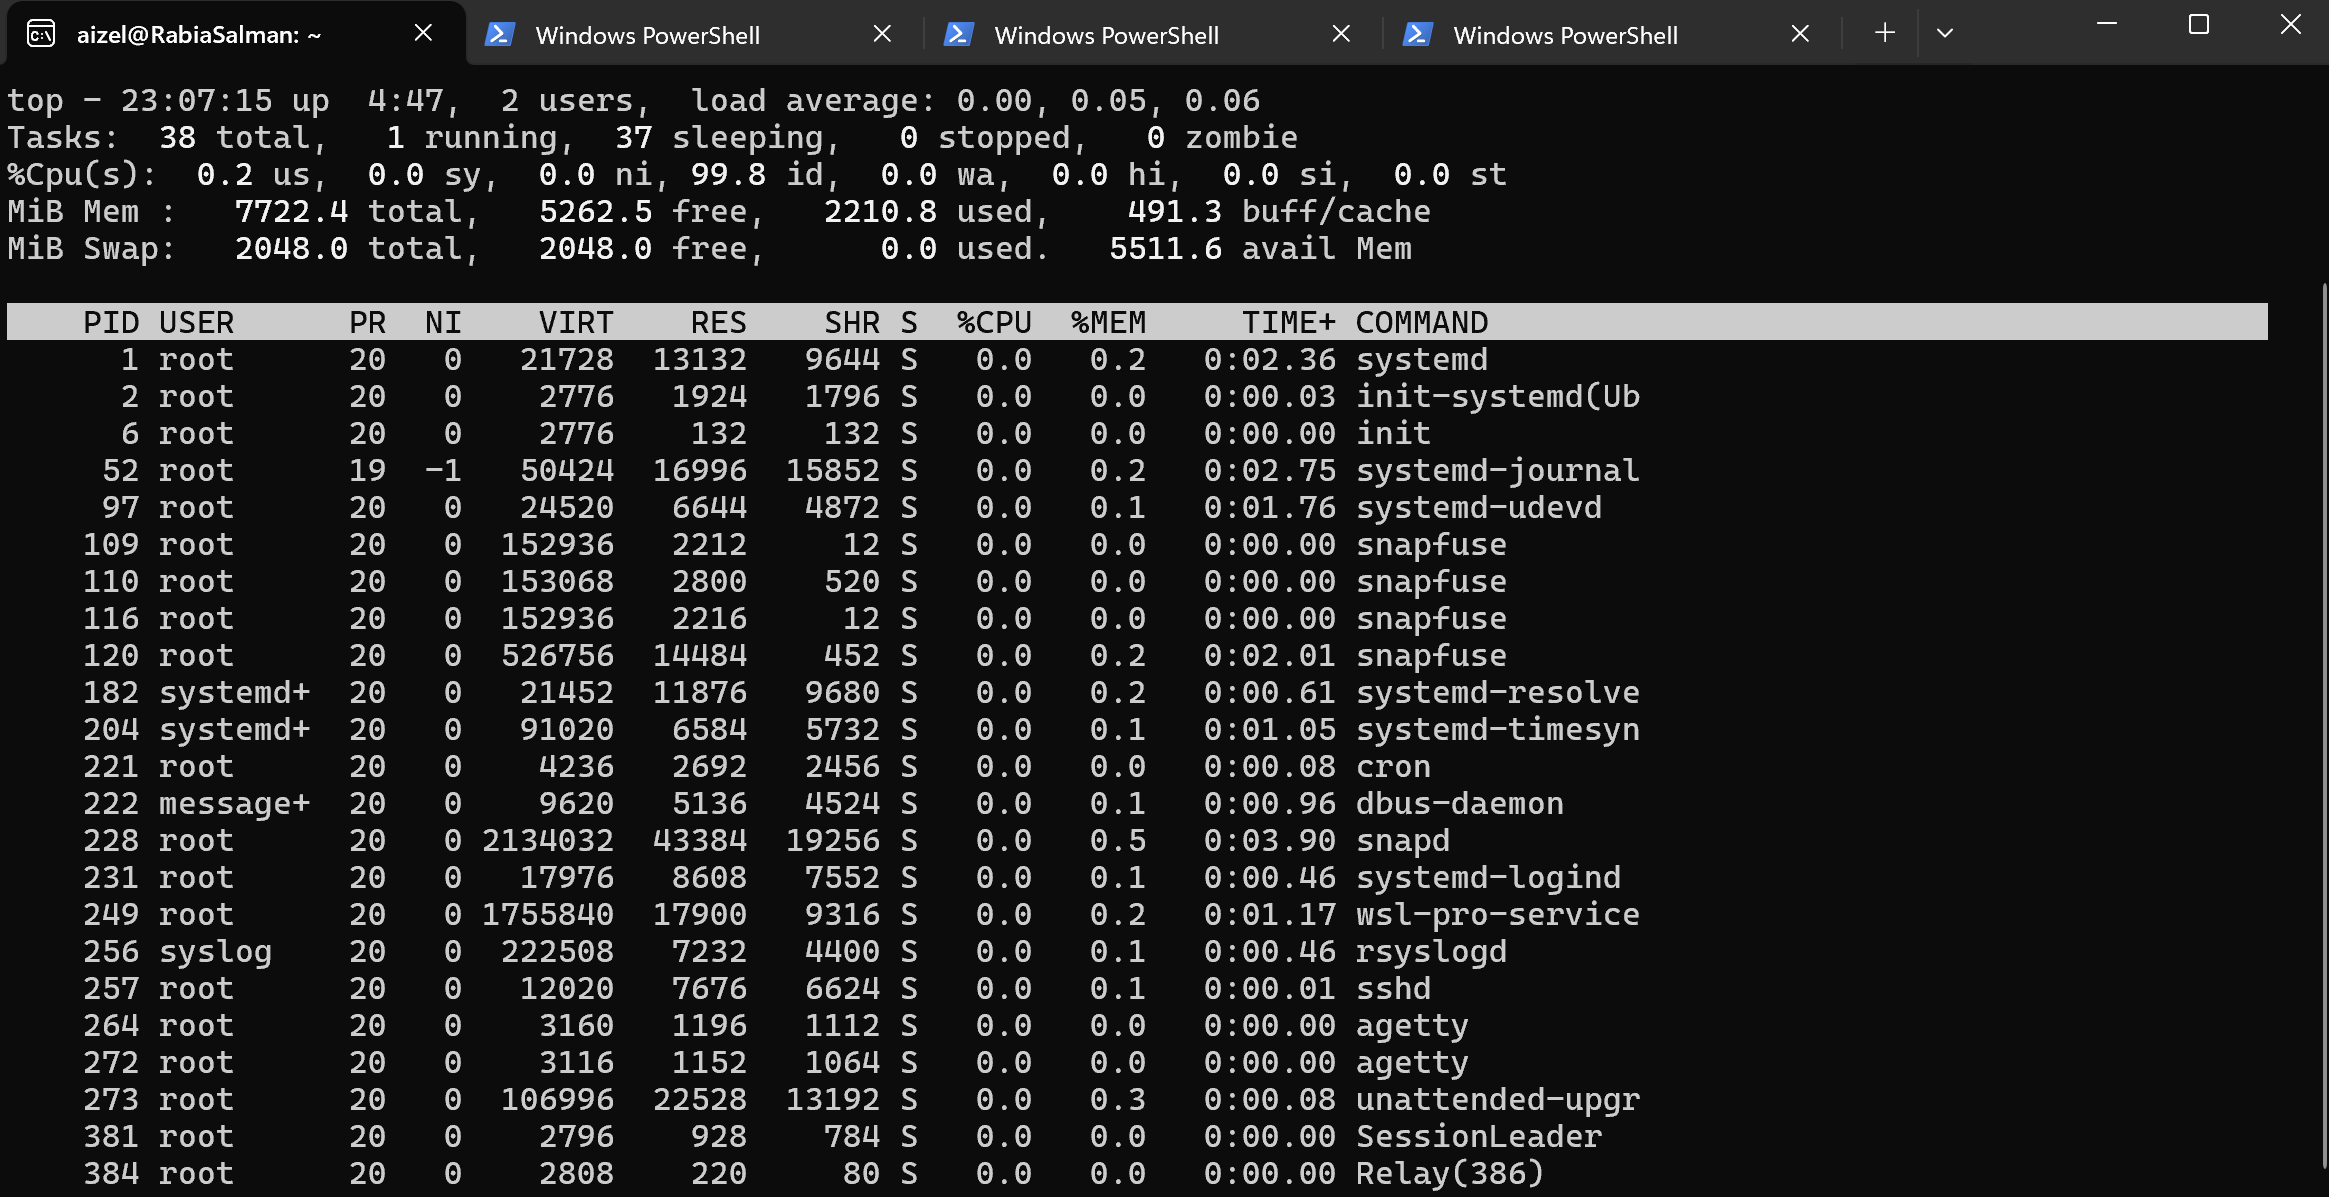 aizel@RabiaSalman: ~ Windows PowerShell Windows PowerShell Windows PowerShell
top - 23:07:15 up  4:47,  2 users,  load average: 0.00, 0.05, 0.06
Tasks:  38 total,   1 running,  37 sleeping,   0 stopped,   0 zombie
%Cpu(s):  0.2 us,  0.0 sy,  0.0 ni, 99.8 id,  0.0 wa,  0.0 hi,  0.0 si,  0.0 st
MiB Mem :   7722.4 total,   5262.5 free,   2210.8 used,    491.3 buff/cache
MiB Swap:   2048.0 total,   2048.0 free,      0.0 used.   5511.6 avail Mem
PID USER      PR  NI    VIRT    RES    SHR S  %CPU  %MEM     TIME+ COMMAND
1 root      20   0   21728  13132   9644 S   0.0   0.2   0:02.36 systemd
2 root      20   0    2776   1924   1796 S   0.0   0.0   0:00.03 init-systemd(Ub
6 root      20   0    2776    132    132 S   0.0   0.0   0:00.00 init
52 root      19  -1   50424  16996  15852 S   0.0   0.2   0:02.75 systemd-journal
97 root      20   0   24520   6644   4872 S   0.0   0.1   0:01.76 systemd-udevd
109 root      20   0  152936   2212     12 S   0.0   0.0   0:00.00 snapfuse
110 root      20   0  153068   2800    520 S   0.0   0.0   0:00.00 snapfuse
116 root      20   0  152936   2216     12 S   0.0   0.0   0:00.00 snapfuse
120 root      20   0  526756  14484    452 S   0.0   0.2   0:02.01 snapfuse
182 systemd+  20   0   21452  11876   9680 S   0.0   0.2   0:00.61 systemd-resolve
204 systemd+  20   0   91020   6584   5732 S   0.0   0.1   0:01.05 systemd-timesyn
221 root      20   0    4236   2692   2456 S   0.0   0.0   0:00.08 cron
222 message+  20   0    9620   5136   4524 S   0.0   0.1   0:00.96 dbus-daemon
228 root      20   0 2134032  43384  19256 S   0.0   0.5   0:03.90 snapd
231 root      20   0   17976   8608   7552 S   0.0   0.1   0:00.46 systemd-logind
249 root      20   0 1755840  17900   9316 S   0.0   0.2   0:01.17 wsl-pro-service
256 syslog    20   0  222508   7232   4400 S   0.0   0.1   0:00.46 rsyslogd
257 root      20   0   12020   7676   6624 S   0.0   0.1   0:00.01 sshd
264 root      20   0    3160   1196   1112 S   0.0   0.0   0:00.00 agetty
272 root      20   0    3116   1152   1064 S   0.0   0.0   0:00.00 agetty
273 root      20   0  106996  22528  13192 S   0.0   0.3   0:00.08 unattended-upgr
381 root      20   0    2796    928    784 S   0.0   0.0   0:00.00 SessionLeader
384 root      20   0    2808    220     80 S   0.0   0.0   0:00.00 Relay(386)